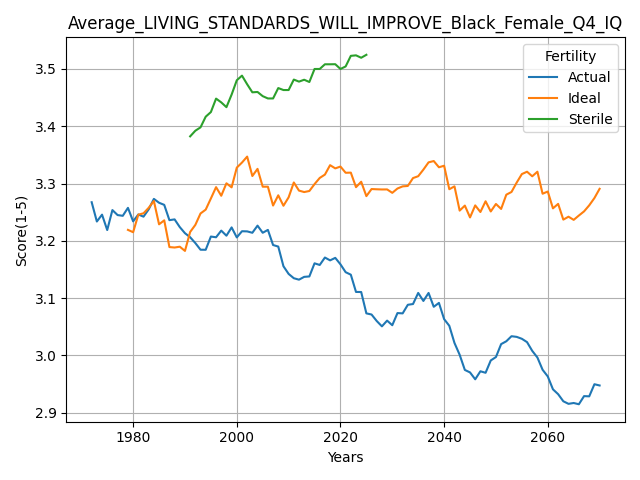 Average_LIVING_STANDARDS_WILL_IMPROVE_Black_Female_Q4_IQ
Fertility
Actual
Ideal
Sterile
Score(1-5)
3.5
3.4
3.3
3.2
3.1
3.0
2.9
1980 2000 2020 2040 2060
Years